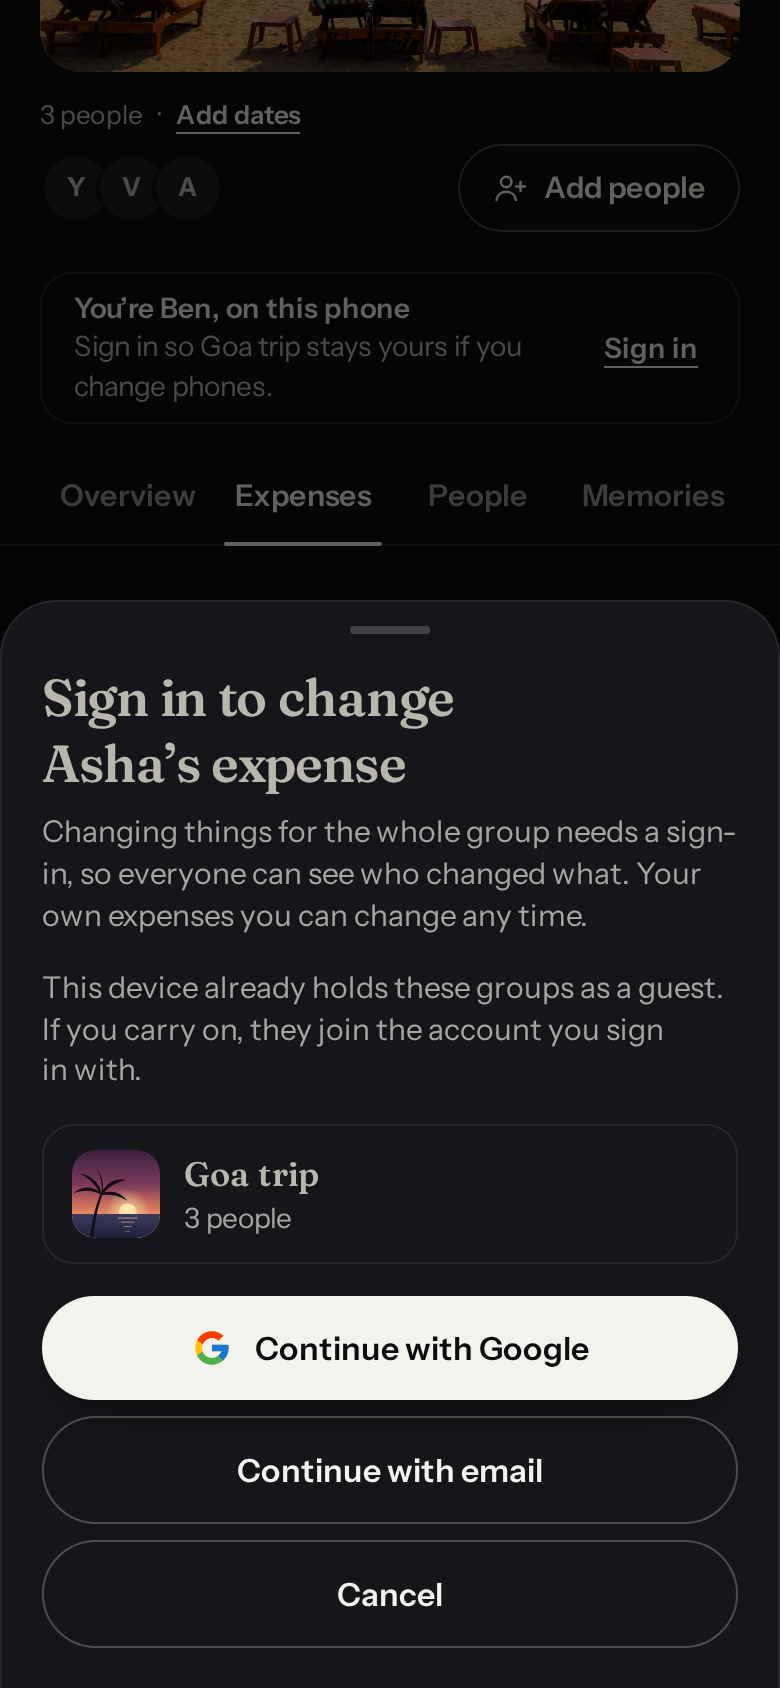 3 people · Add dates
Y V A
Add people
You’re Ben, on this phone
Sign in so Goa trip stays yours if you
change phones.
Sign in
Overview Expenses People Memories
Sign in to change
Asha’s expense
Changing things for the whole group needs a sign-
in, so everyone can see who changed what. Your
own expenses you can change any time.
This device already holds these groups as a guest.
If you carry on, they join the account you sign
in with.
Goa trip
3 people
Continue with Google
Continue with email
Cancel